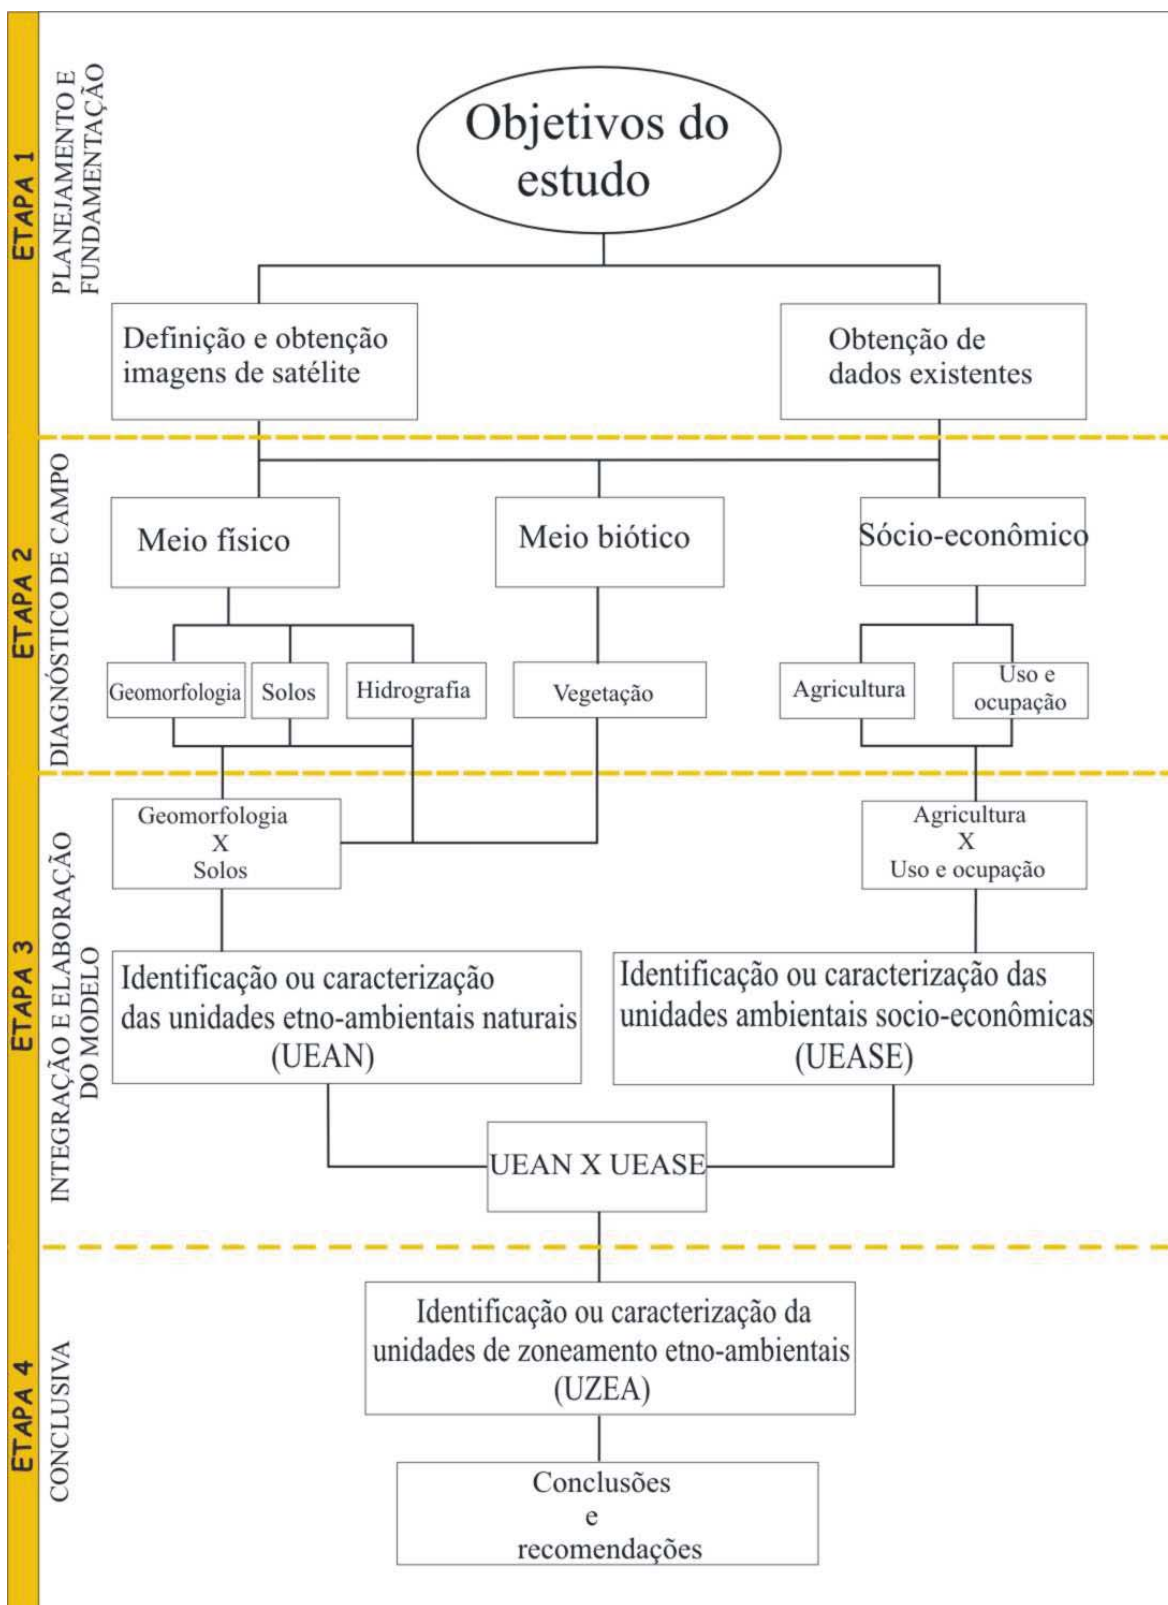 ETAPA 1
PLANEJAMENTO E
FUNDAMENTAÇÃO
Objetivos do
estudo
Definição e obtenção
imagens de satélite
Obtenção de
dados existentes
ETAPA 2
DIAGNÓSTICO DE CAMPO
Meio físico
Meio biótico
Sócio-econômico
Geomorfologia
Solos
Hidrografia
Vegetação
Agricultura
Uso e
ocupação
ETAPA 3
INTEGRAÇÃO E ELABORAÇÃO
DO MODELO
Geomorfologia
X
Solos
Agricultura
X
Uso e ocupação
Identificação ou caracterização
das unidades etno-ambientais naturais
(UEAN)
Identificação ou caracterização das
unidades ambientais socio-econômicas
(UEASE)
UEAN X UEASE
ETAPA 4
CONCLUSIVA
Identificação ou caracterização da
unidades de zoneamento etno-ambientais
(UZEA)
Conclusões
e
recomendações